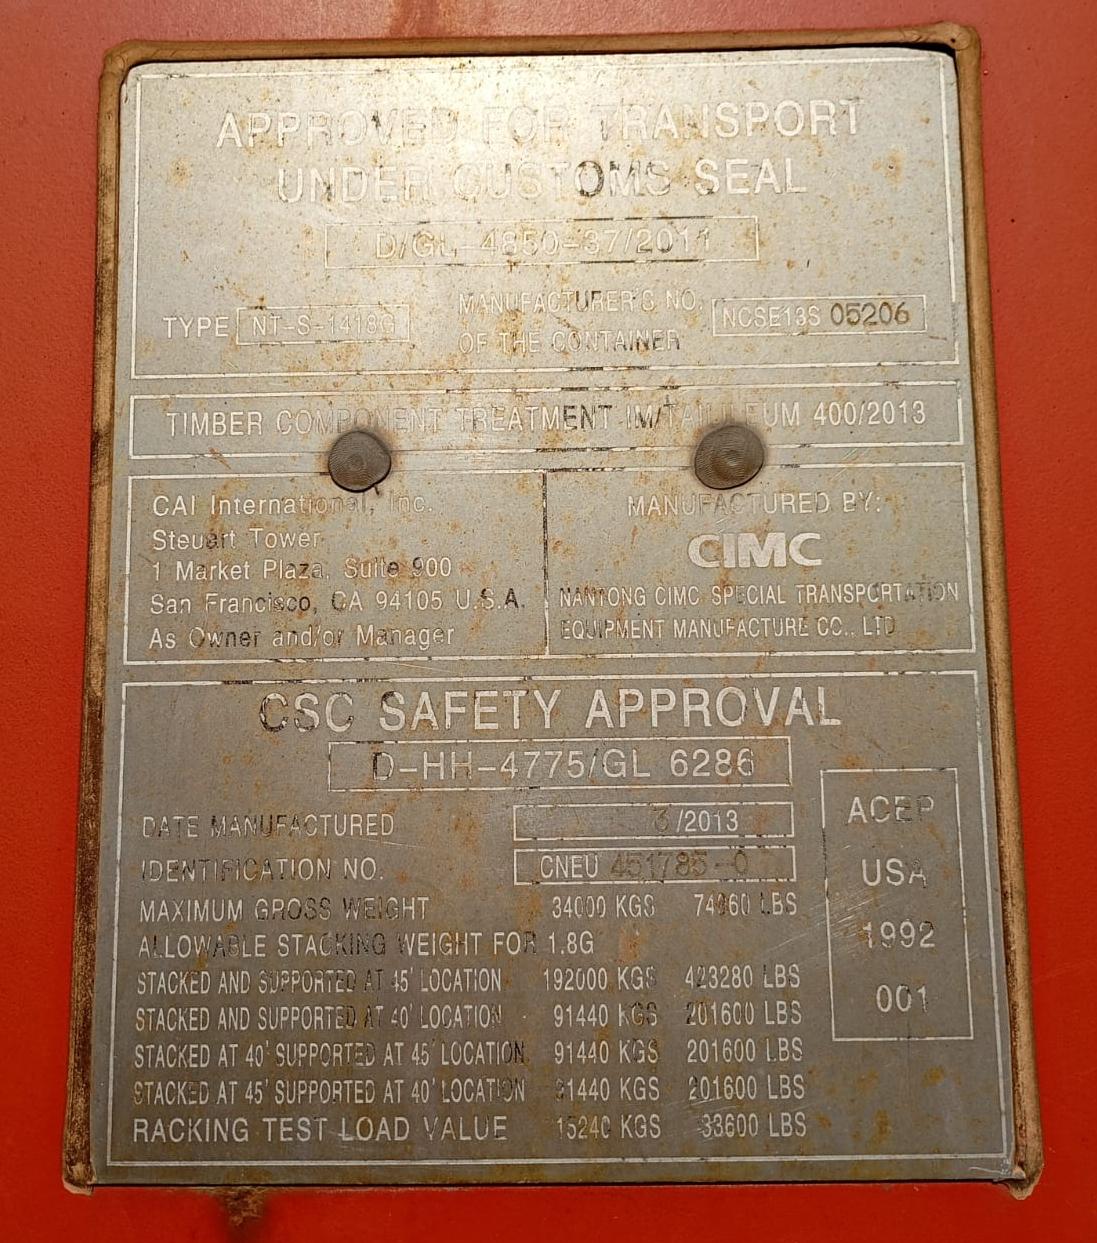 APPROVED FOR TRANSPORT
UNDER CUSTOMS SEAL
D/GL-4850-37/2011
TYPE NT-S-1418G MANUFACTURER'S NO. OF THE CONTAINER NCSE13S 05206
TIMBER COMPONENT TREATMENT 400/2013
CAI International, Inc.
Steuart Tower
1 Market Plaza, Suite 900
San Francisco, CA 94105 U.S.A.
As Owner and/or Manager
MANUFACTURED BY:
CIMC
NANTONG CIMC SPECIAL TRANSPORTATION
EQUIPMENT MANUFACTURE CO., LTD
CSC SAFETY APPROVAL
D-HH-4775/GL 6286
DATE MANUFACTURED 3/2013
IDENTIFICATION NO. CNEU 451785-0
MAXIMUM GROSS WEIGHT 34000 KGS 74960 LBS
ALLOWABLE STACKING WEIGHT FOR 1.8G
STACKED AND SUPPORTED AT 45' LOCATION 192000 KGS 423280 LBS
STACKED AND SUPPORTED AT 40' LOCATION 91440 KGS 201600 LBS
STACKED AT 40' SUPPORTED AT 45' LOCATION 91440 KGS 201600 LBS
STACKED AT 45' SUPPORTED AT 40' LOCATION 91440 KGS 201600 LBS
RACKING TEST LOAD VALUE 15240 KGS 33600 LBS
ACEP
USA
1992
001